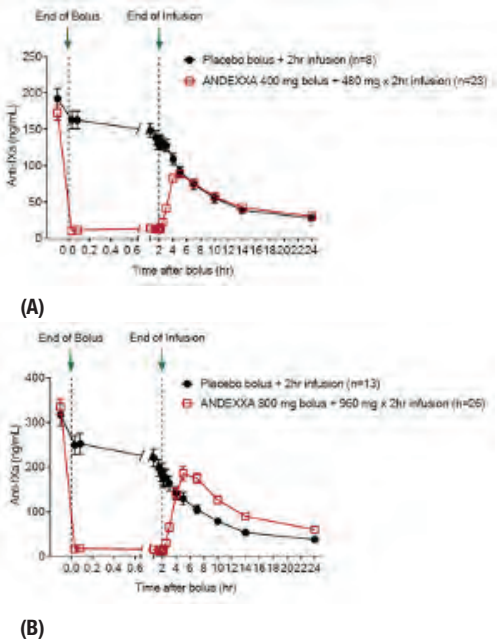 End of Bolus End of Infusion
Placebo bolus + 2hr infusion (n=8)
ANDEXXA 400 mg bolus + 480 mg x 2hr infusion (n=23)
Anti-fXa (ng/mL)
250
200
150
100
50
0
0 0.0 0.2 0.4 0.6 0 2 4 6 8 10 12 14 16 18 20 22 24
Time after bolus (hr)
(A)
End of Bolus End of Infusion
Placebo bolus + 2hr infusion (n=13)
ANDEXXA 800 mg bolus + 960 mg x 2hr infusion (n=26)
Anti-fXa (ng/mL)
400
300
200
100
0
0.0 0.2 0.4 0.6 0 2 4 6 8 10 12 14 16 18 20 22 24
Time after bolus (hr)
(B)